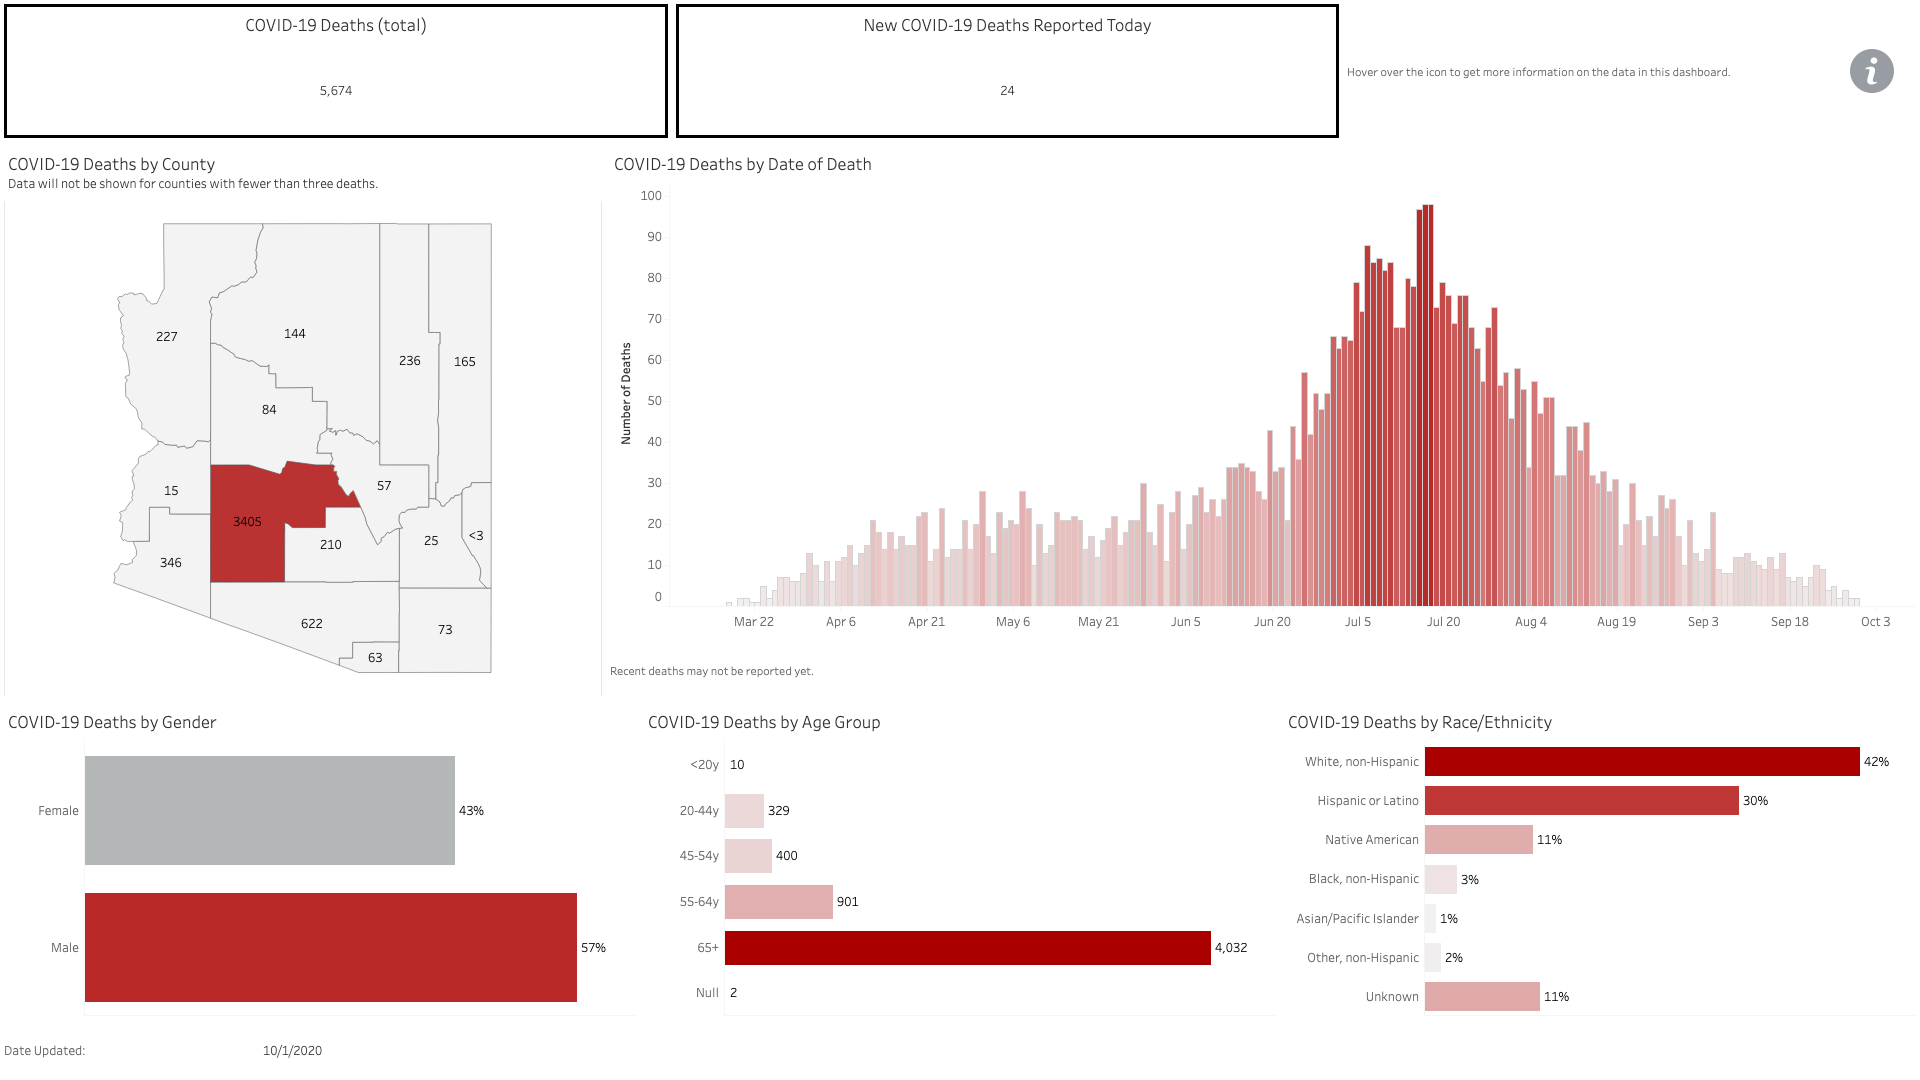 COVID-19 Deaths (total)
5,674
New COVID-19 Deaths Reported Today
24
Hover over the icon to get more information on the data in this dashboard.
i
COVID-19 Deaths by County
Data will not be shown for counties with fewer than three deaths.
227
144
236
165
84
15
57
3405
<3
25
210
346
622
73
63
COVID-19 Deaths by Date of Death
Number of Deaths
100
90
80
70
60
50
40
30
20
10
0
Mar 22
Apr 6
Apr 21
May 6
May 21
Jun 5
Jun 20
Jul 5
Jul 20
Aug 4
Aug 19
Sep 3
Sep 18
Oct 3
Recent deaths may not be reported yet.
COVID-19 Deaths by Gender
Female 43%
Male 57%
COVID-19 Deaths by Age Group
<20y 10
20-44y 329
45-54y 400
55-64y 901
65+ 4,032
Null 2
COVID-19 Deaths by Race/Ethnicity
White, non-Hispanic 42%
Hispanic or Latino 30%
Native American 11%
Black, non-Hispanic 3%
Asian/Pacific Islander 1%
Other, non-Hispanic 2%
Unknown 11%
Date Updated: 10/1/2020